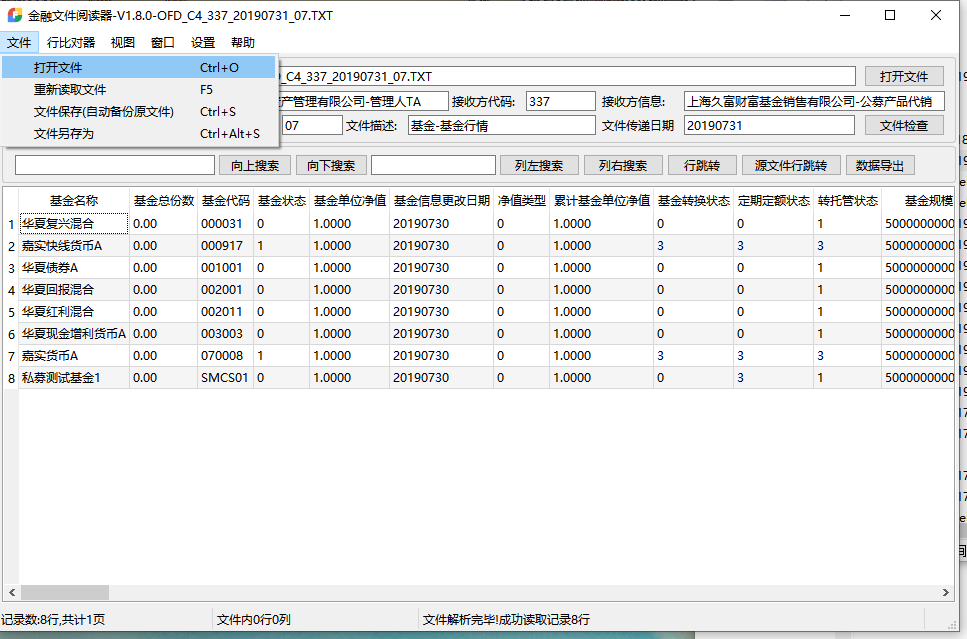 金融文件阅读器-V1.8.0-OFD_C4_337_20190731_07.TXT
文件 行比对器 视图 窗口 设置 帮助
打开文件 Ctrl+O
重新读取文件 F5
文件保存(自动备份原文件) Ctrl+S
文件另存为 Ctrl+Alt+S
_C4_337_20190731_07.TXT 打开文件
产管理有限公司-管理人TA 接收方代码: 337 接收方信息: 上海久富财富基金销售有限公司-公募产品代销
07 文件描述: 基金-基金行情 文件传递日期 20190731 文件检查
向上搜索 向下搜索 列左搜索 列右搜索 行跳转 源文件行跳转 数据导出
基金名称 基金总份数 基金代码 基金状态 基金单位净值 基金信息更改日期 净值类型 累计基金单位净值 基金转换状态 定期定额状态 转托管状态 基金规模
1 华夏复兴混合 0.00 000031 0 1.0000 20190730 0 1.0000 0 0 1 5000000000
2 嘉实快线货币A 0.00 000917 1 1.0000 20190730 0 1.0000 3 3 3 5000000000
3 华夏债券A 0.00 001001 0 1.0000 20190730 0 1.0000 0 0 1 5000000000
4 华夏回报混合 0.00 002001 0 1.0000 20190730 0 1.0000 0 0 1 5000000000
5 华夏红利混合 0.00 002011 0 1.0000 20190730 0 1.0000 0 0 1 5000000000
6 华夏现金增利货币A 0.00 003003 0 1.0000 20190730 0 1.0000 0 0 1 5000000000
7 嘉实货币A 0.00 070008 1 1.0000 20190730 0 1.0000 3 3 3 5000000000
8 私募测试基金1 0.00 SMCS01 0 1.0000 20190730 0 1.0000 0 3 1 5000000000
记录数:8行,共计1页 文件内0行0列 文件解析完毕!成功读取记录8行